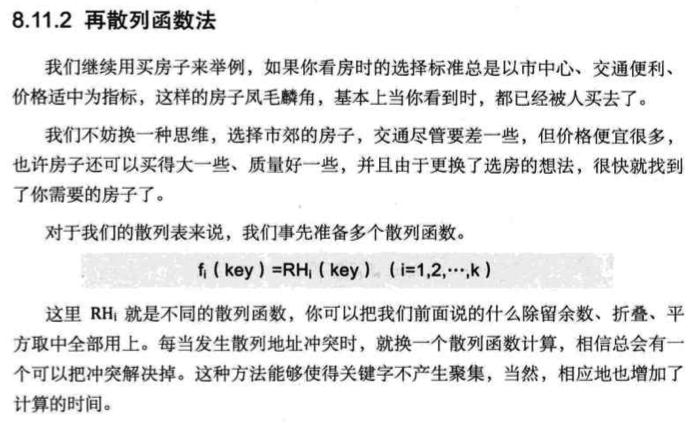 8.11.2 再散列函数法
我们继续用买房子来举例，如果你看房时的选择标准总是以市中心、交通便利、
价格适中为指标，这样的房子凤毛麟角，基本上当你看到时，都已经被人买去了。
我们不妨换一种思维，选择市郊的房子，交通尽管要差一些，但价格便宜很多，
也许房子还可以买得大一些、质量好一些，并且由于更换了选房的想法，很快就找到
了你需要的房子了。
对于我们的散列表来说，我们事先准备多个散列函数。
fᵢ（key）=RHᵢ（key）（i=1,2,…,k）
这里 RHᵢ 就是不同的散列函数，你可以把我们前面说的什么除留余数、折叠、平
方取中全部用上。每当发生散列地址冲突时，就换一个散列函数计算，相信总会有一
个可以把冲突解决掉。这种方法能够使得关键字不产生聚集，当然，相应地也增加了
计算的时间。